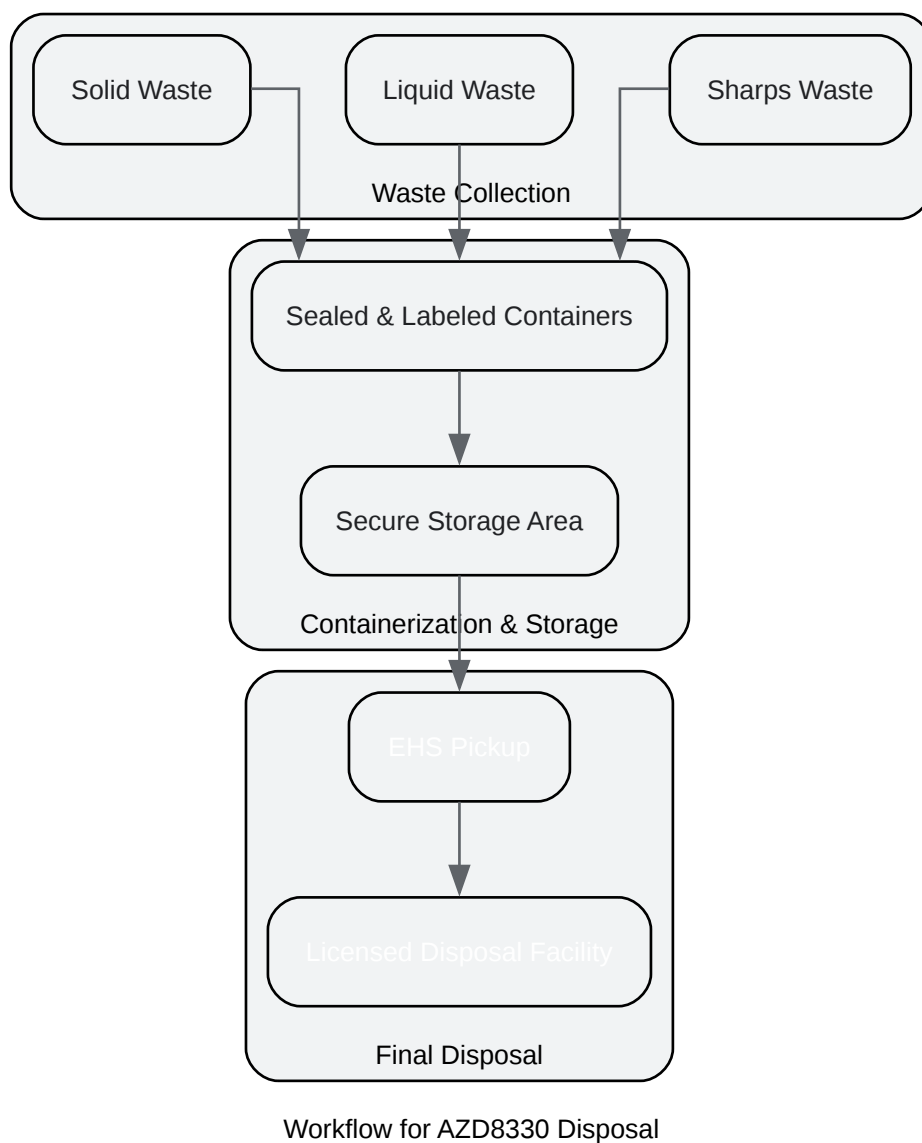 Solid Waste
Liquid Waste
Sharps Waste
Waste Collection
Sealed & Labeled Containers
Secure Storage Area
Containerization & Storage
EHS Pickup
Licensed Disposal Facility
Final Disposal
Workflow for AZD8330 Disposal